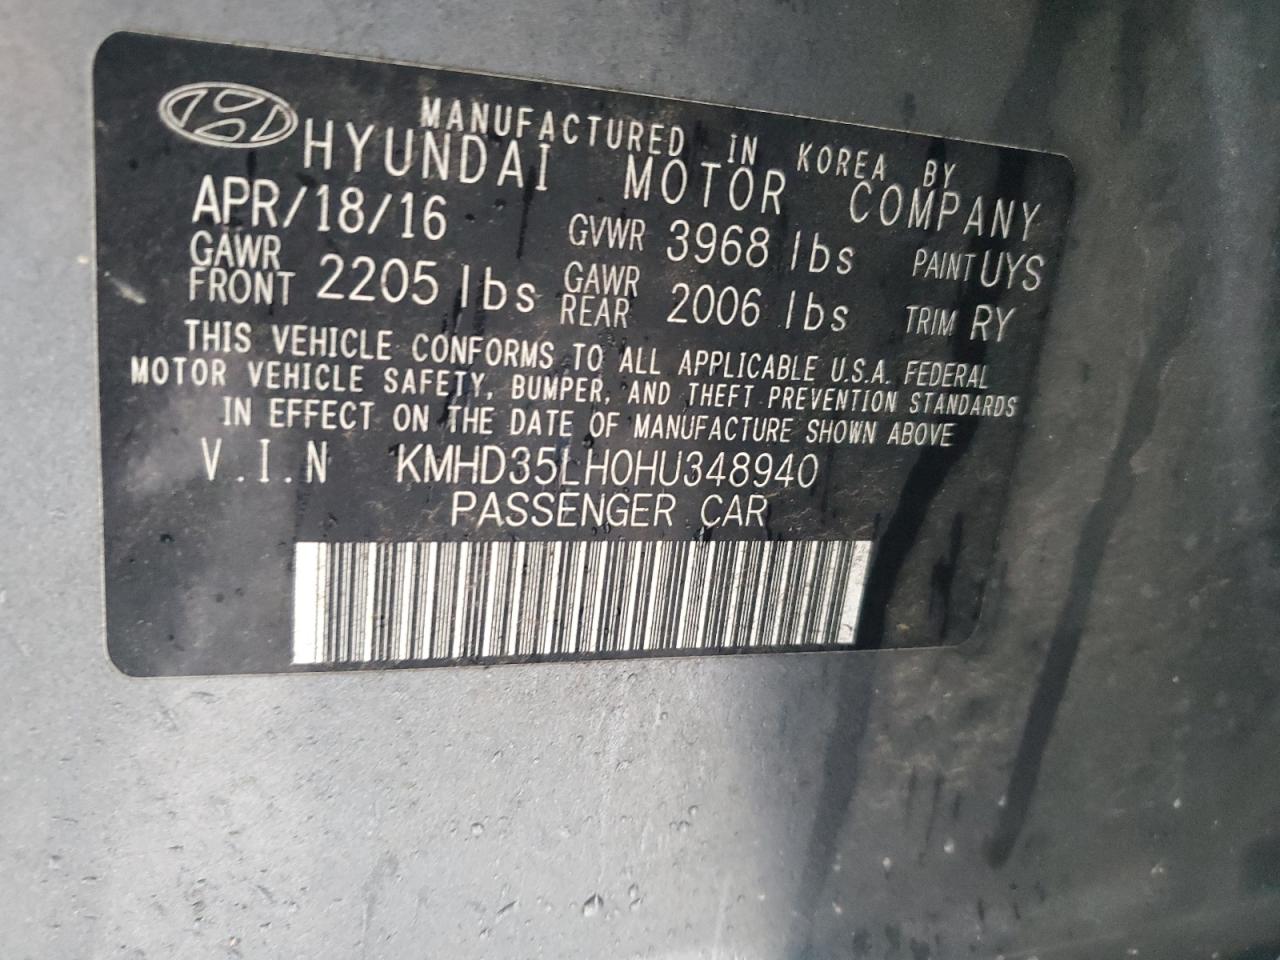 MANUFACTURED IN KOREA BY
HYUNDAI MOTOR COMPANY
APR/18/16 GVWR 3968 lbs PAINT UYS
GAWR FRONT 2205 lbs GAWR REAR 2006 lbs TRIM RY
THIS VEHICLE CONFORMS TO ALL APPLICABLE U.S.A. FEDERAL
MOTOR VEHICLE SAFETY, BUMPER, AND THEFT PREVENTION STANDARDS
IN EFFECT ON THE DATE OF MANUFACTURE SHOWN ABOVE
V.I.N KMHD35LH0HU348940
PASSENGER CAR